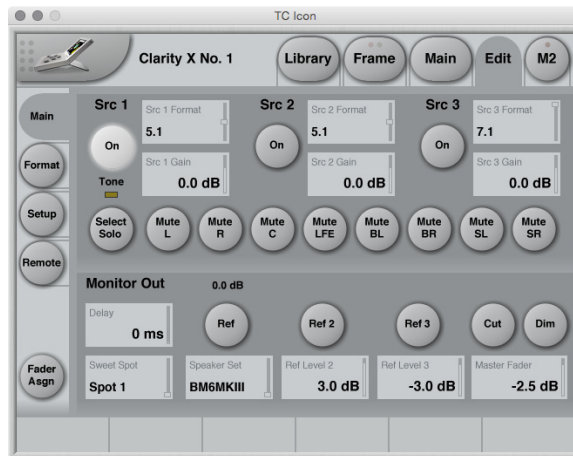 TC Icon
Clarity X No. 1
Library
Frame
Main
Edit
M2
Main
Format
Setup
Remote
Fader
Asgn
Src 1
Src 1 Format
5.1
Src 2
Src 2 Format
5.1
Src 3
Src 3 Format
7.1
On
On
On
Src 1 Gain
0.0 dB
Src 2 Gain
0.0 dB
Src 3 Gain
0.0 dB
Tone
Select
Solo
Mute
L
Mute
R
Mute
C
Mute
LFE
Mute
BL
Mute
BR
Mute
SL
Mute
SR
Monitor Out
0.0 dB
Delay
0 ms
Ref
Ref 2
Ref 3
Cut
Dim
Sweet Spot
Spot 1
Speaker Set
BM6MKIII
Ref Level 2
3.0 dB
Ref Level 3
-3.0 dB
Master Fader
-2.5 dB